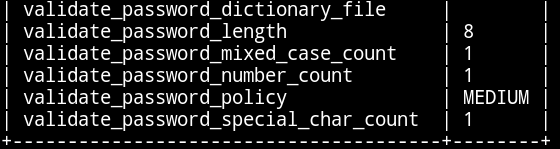 | validate_password_dictionary_file    |        |
| validate_password_length             | 8      |
| validate_password_mixed_case_count   | 1      |
| validate_password_number_count       | 1      |
| validate_password_policy             | MEDIUM |
| validate_password_special_char_count | 1      |
+--------------------------------------+--------+